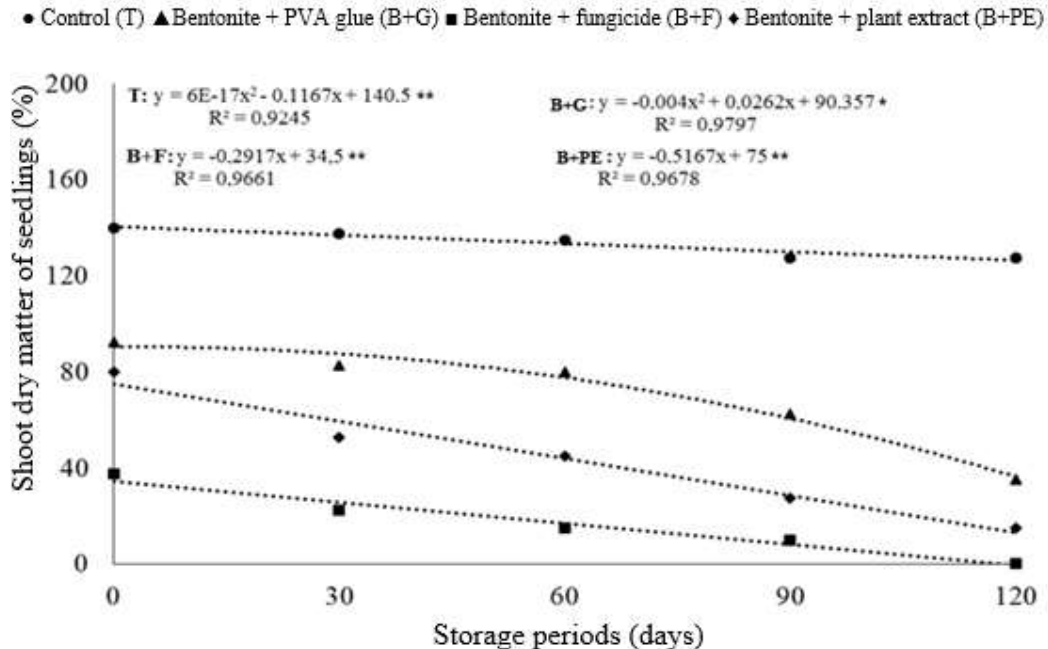 ● Control (T) ▲Bentonite + PVA glue (B+G) ■ Bentonite + fungicide (B+F) ◆ Bentonite + plant extract (B+PE)
T: y = 6E-17x² - 0.1167x + 140.5 **
R² = 0,9245
B+G: y = -0.004x² + 0,0262x + 90.357 *
R² = 0,9797
B+F: y = -0,2917x + 34,5 **
R² = 0,9661
B+PE : y = -0.5167x + 75 **
R² = 0,9678
200
160
120
80
40
0
Shoot dry matter of seedlings (%)
0 30 60 90 120
Storage periods (days)